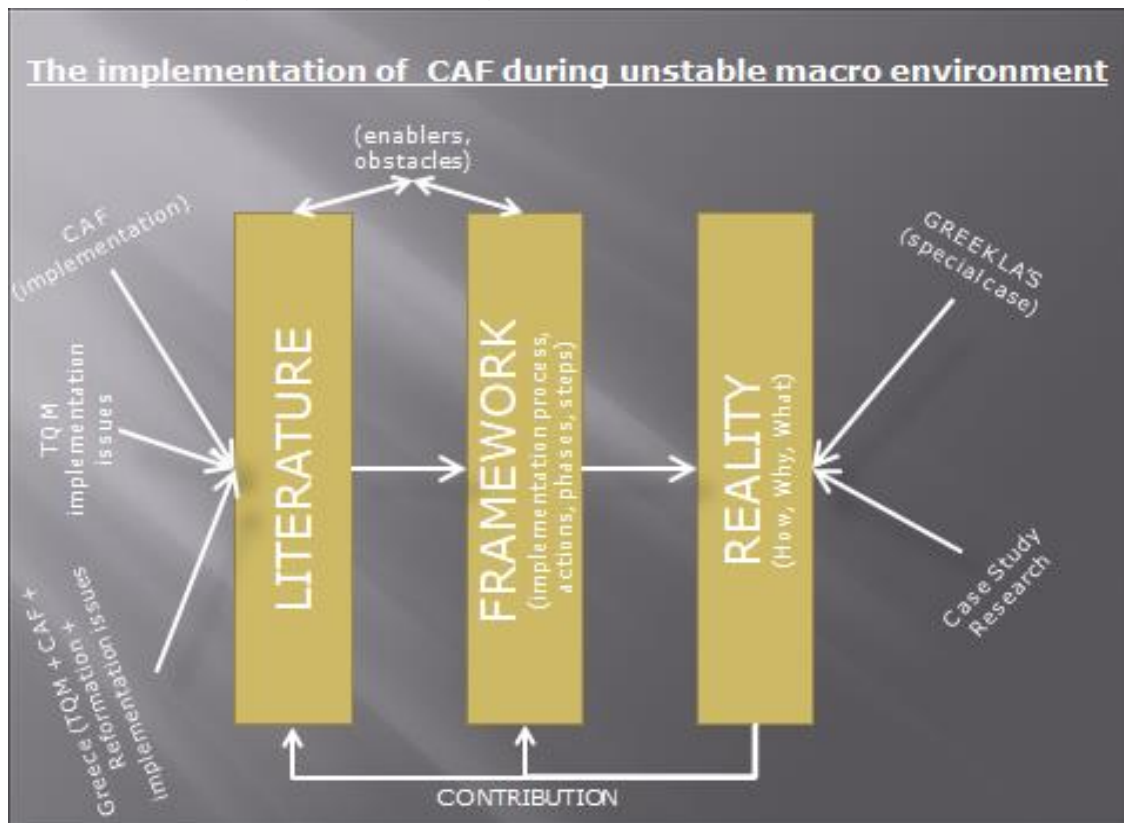 The implementation of CAF during unstable macro environment
(enablers,
obstacles)
CAF
(implementation)
TQM
implementation
issues
Greece (TQM + CAF +
Reformation +
implementation issues
LITERATURE
FRAMEWORK
(implementation process,
actions, phases, steps)
REALITY
(How, Why, What)
GREEK LA'S
(special case)
Case Study
Research
CONTRIBUTION